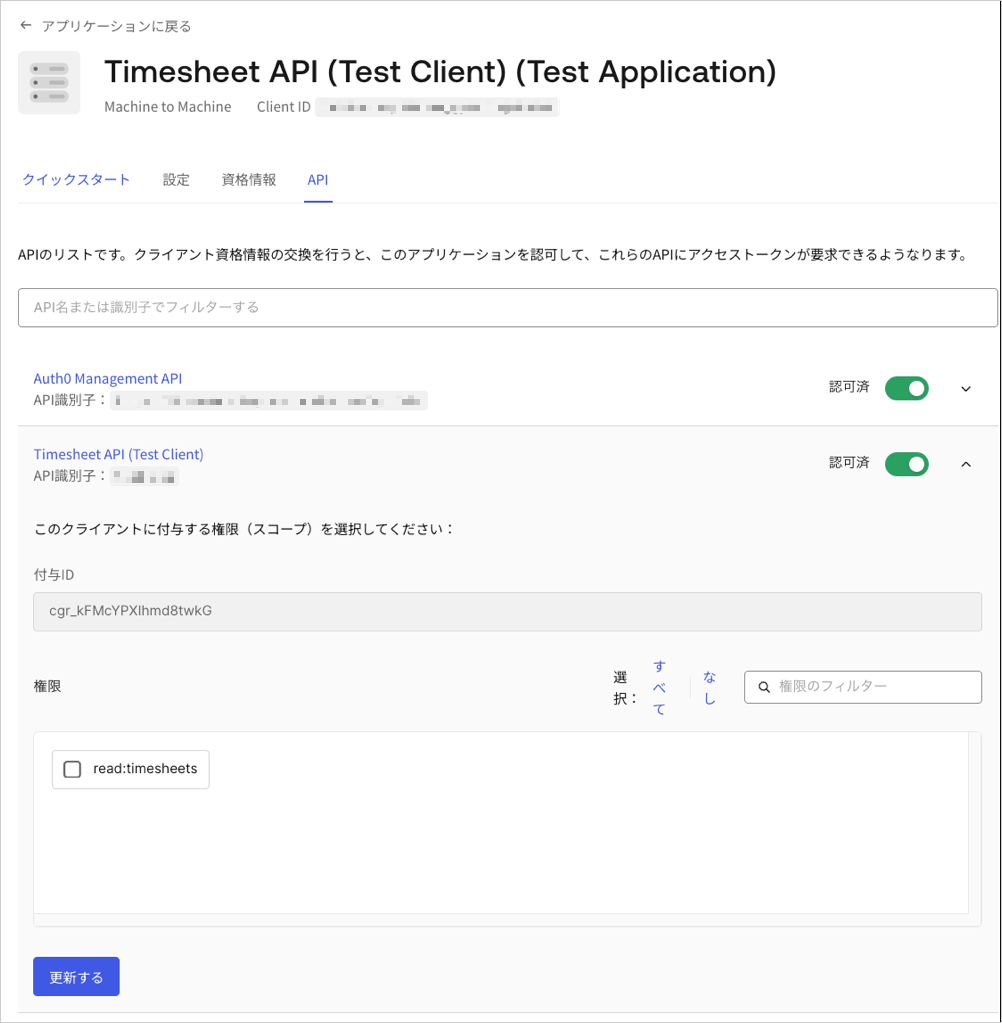 ← アプリケーションに戻る
Timesheet API (Test Client) (Test Application)
Machine to Machine Client ID
クイックスタート 設定 資格情報 API
APIのリストです。クライアント資格情報の交換を行うと、このアプリケーションを認可して、これらのAPIにアクセストークンが要求できるようなります。
API名または識別子でフィルターする
Auth0 Management API
API識別子：
認可済
Timesheet API (Test Client)
API識別子：
認可済
このクライアントに付与する権限（スコープ）を選択してください：
付与ID
cgr_kFMcYPXIhmd8twkG
権限
選択：
すべて
なし
権限のフィルター
read:timesheets
更新する